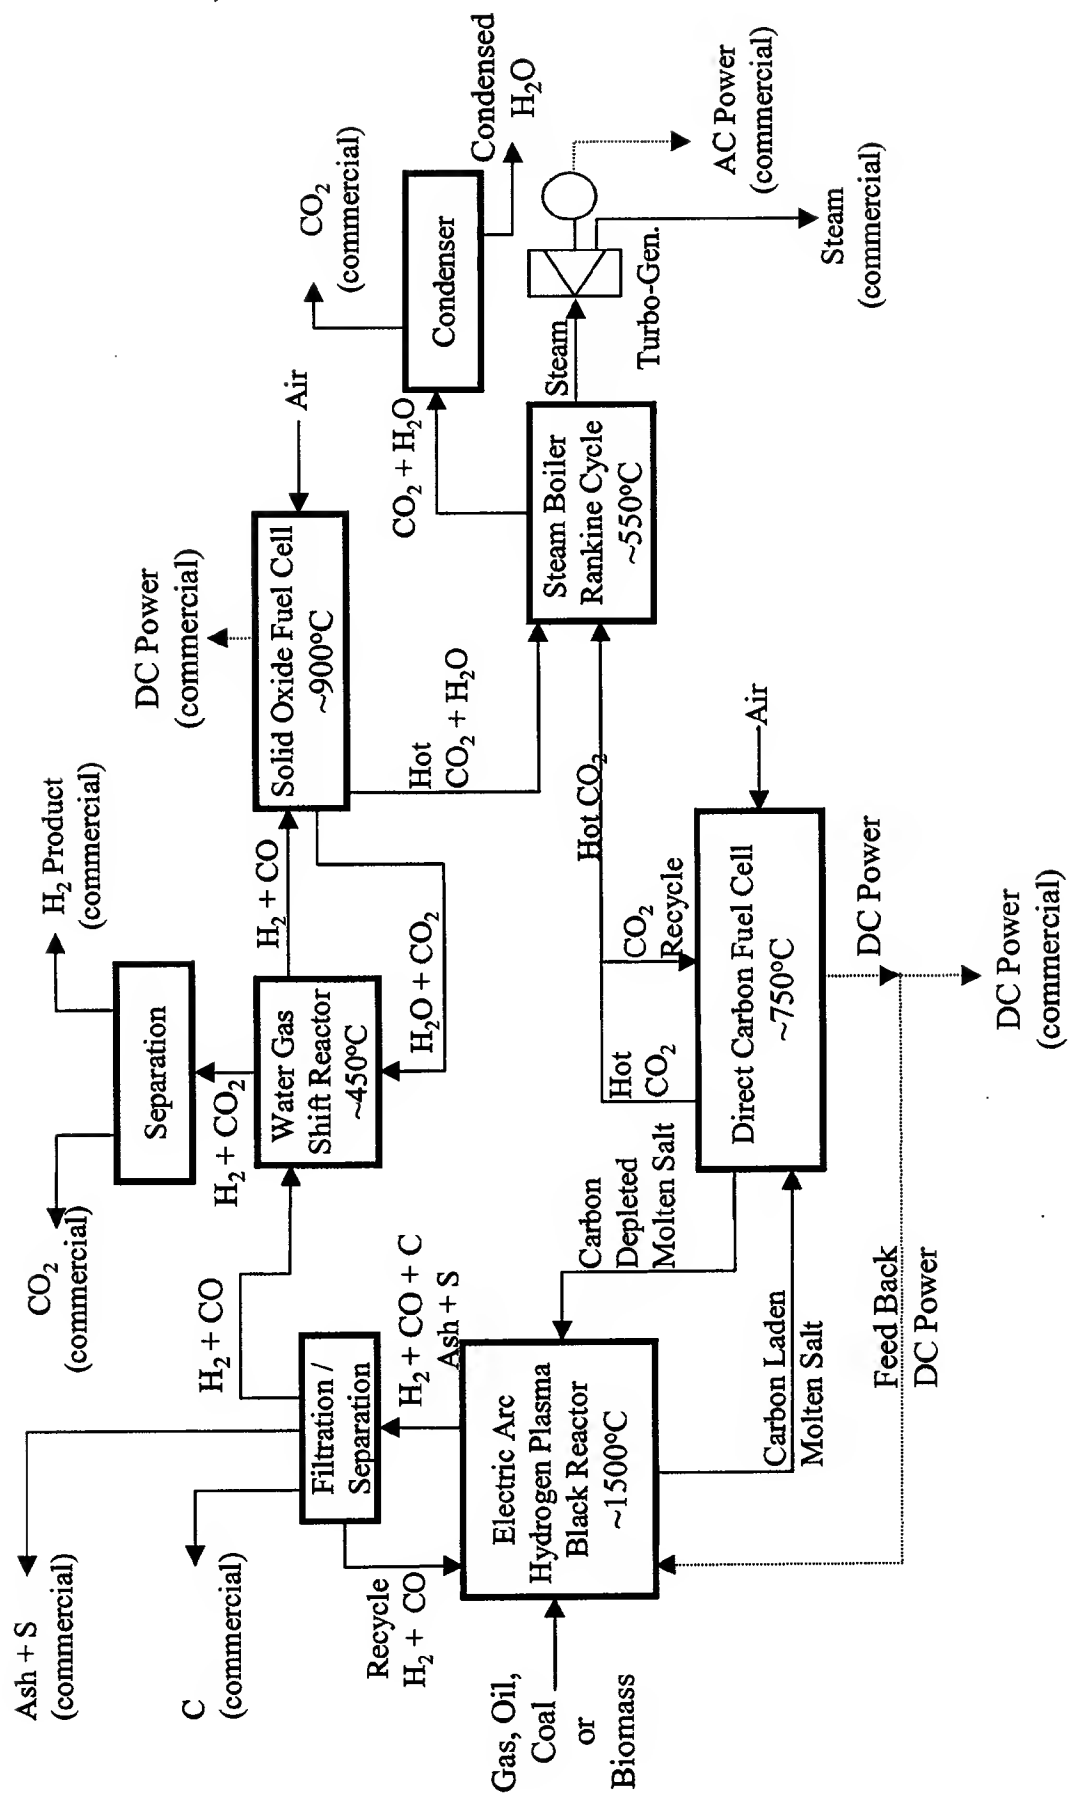 Ash + S
(commercial)
C
(commercial)
CO2
(commercial)
H2 Product
(commercial)
Separation
H2 + CO2
H2 + CO
Filtration /
Separation
Recycle
H2 + CO
H2 + CO + C
Ash + S
Water Gas
Shift Reactor
~450°C
H2 + CO
H2O + CO2
DC Power
(commercial)
Solid Oxide Fuel Cell
~900°C
Air
Hot
CO2 + H2O
CO2
(commercial)
Condenser
Condensed
H2O
CO2 + H2O
Gas, Oil,
Coal
or
Biomass
Electric Arc
Hydrogen Plasma
Black Reactor
~1500°C
Carbon
Depleted
Molten Salt
Carbon Laden
Molten Salt
Hot
CO2
CO2
Recycle
Hot CO2
Direct Carbon Fuel Cell
~750°C
Air
Steam Boiler
Rankine Cycle
~550°C
Steam
Turbo-Gen.
AC Power
(commercial)
Steam
(commercial)
DC Power
Feed Back
DC Power
DC Power
(commercial)